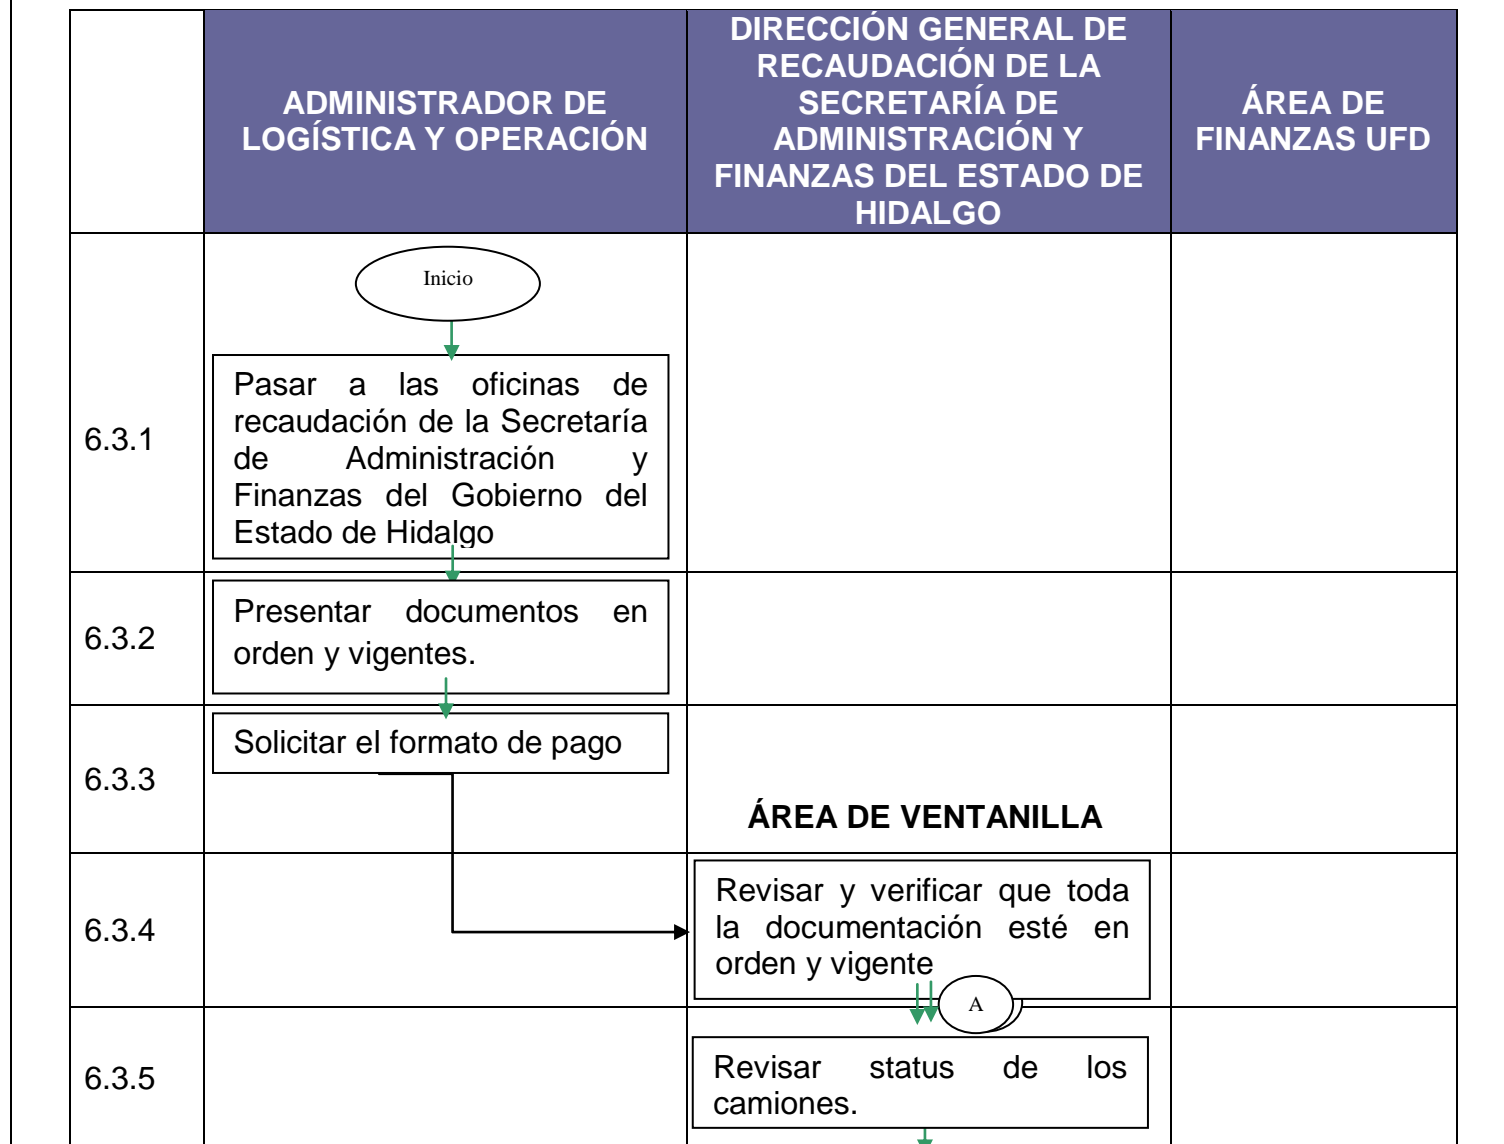 ADMINISTRADOR DE
LOGÍSTICA Y OPERACIÓN
DIRECCIÓN GENERAL DE
RECAUDACIÓN DE LA
SECRETARÍA DE
ADMINISTRACIÓN Y
FINANZAS DEL ESTADO DE
HIDALGO
ÁREA DE
FINANZAS UFD
Inicio
6.3.1
Pasar a las oficinas de
recaudación de la Secretaría
de Administración y
Finanzas del Gobierno del
Estado de Hidalgo
6.3.2
Presentar documentos en
orden y vigentes.
6.3.3
Solicitar el formato de pago
ÁREA DE VENTANILLA
6.3.4
Revisar y verificar que toda
la documentación esté en
orden y vigente
A
6.3.5
Revisar status de los
camiones.